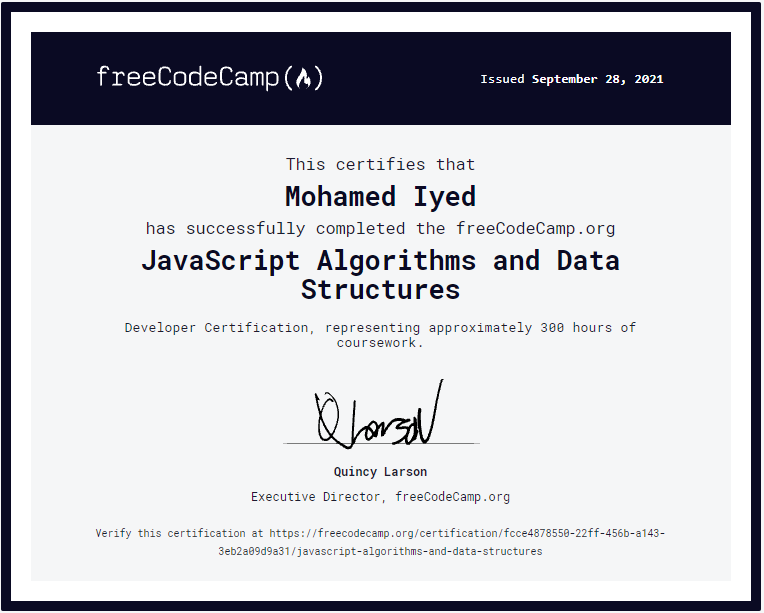 freeCodeCamp
Issued September 28, 2021
This certifies that
Mohamed Iyed
has successfully completed the freeCodeCamp.org
JavaScript Algorithms and Data
Structures
Developer Certification, representing approximately 300 hours of
coursework.
Q Larson
Quincy Larson
Executive Director, freeCodeCamp.org
Verify this certification at https://freecodecamp.org/certification/fcce4878550-22ff-456b-a143-
3eb2a09d9a31/javascript-algorithms-and-data-structures